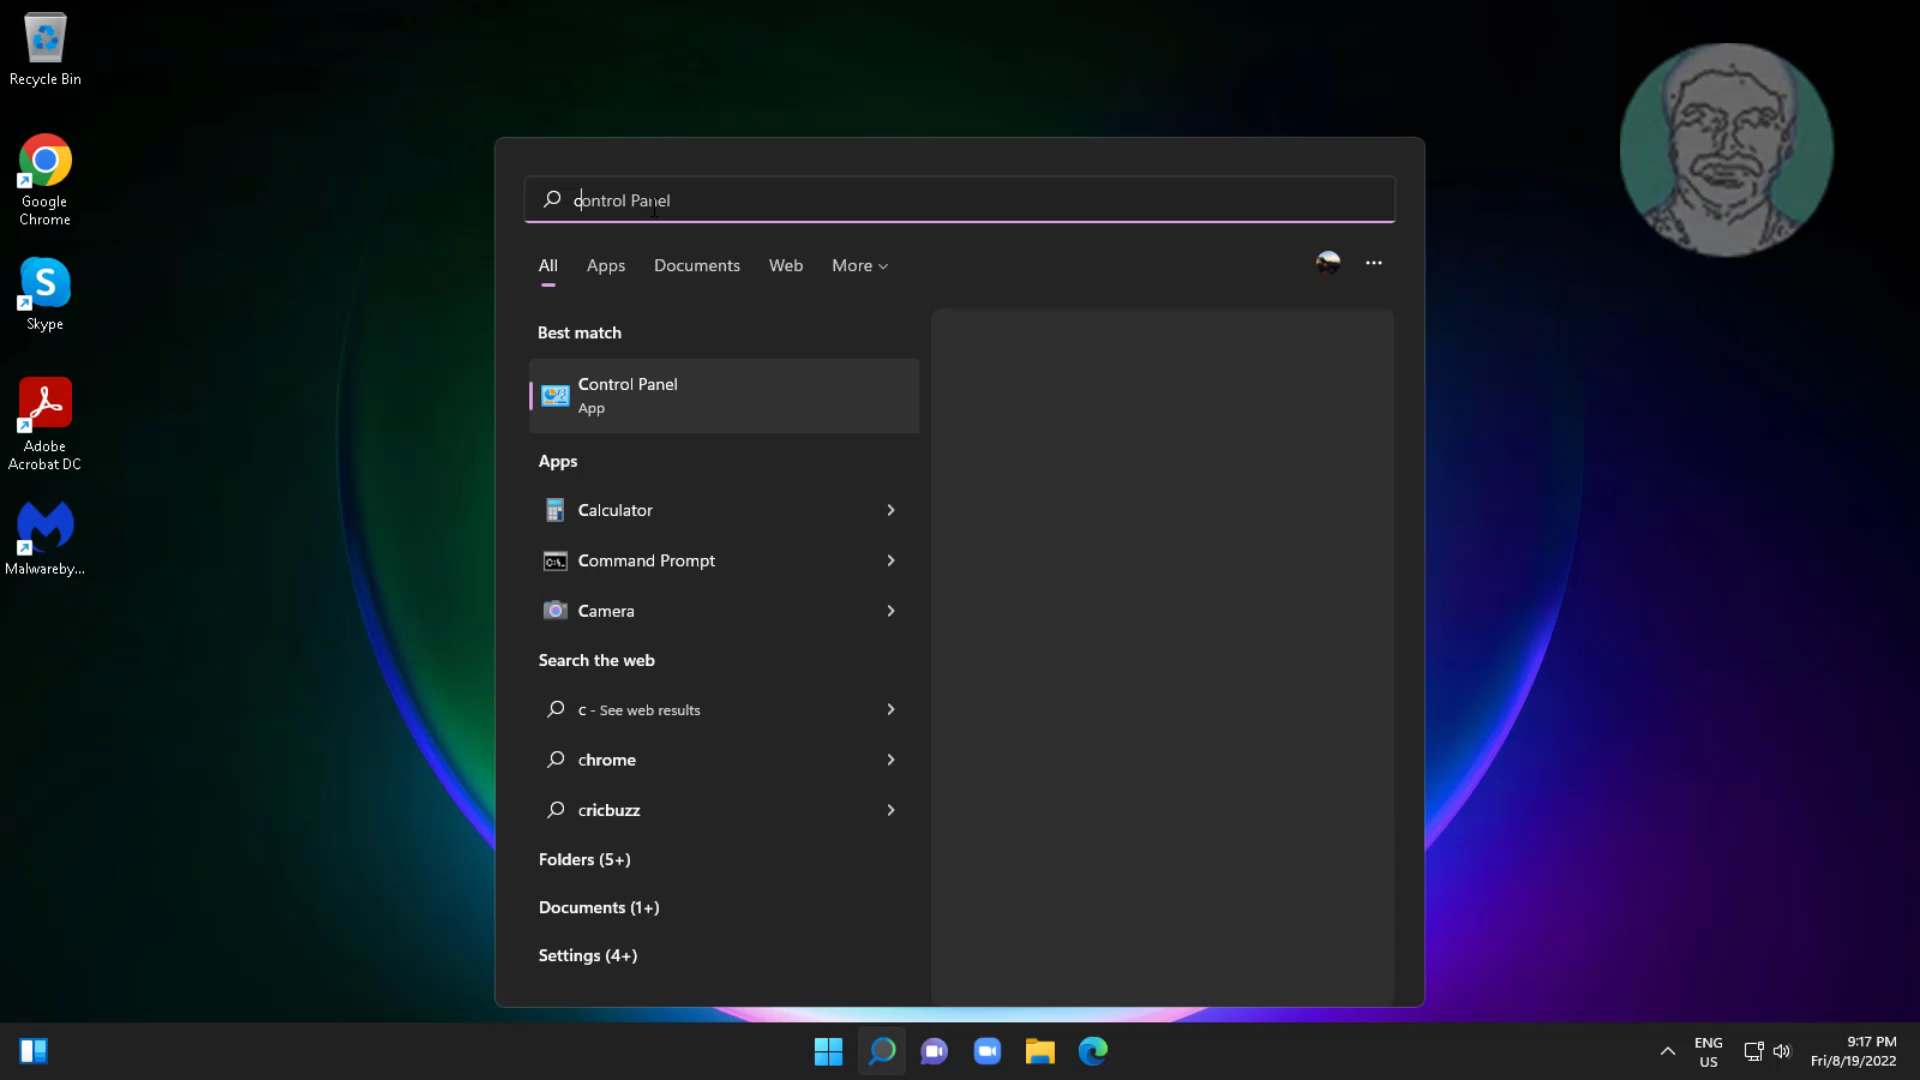 Recycle Bin
Google
Chrome
Skype
Adobe
Acrobat DC
Malwareby...
control Panel
All Apps Documents Web More
Best match
Control Panel
App
Apps
Calculator
Command Prompt
Camera
Search the web
c - See web results
chrome
cricbuzz
Folders (5+)
Documents (1+)
Settings (4+)
ENG
US
9:17 PM
Fri/8/19/2022